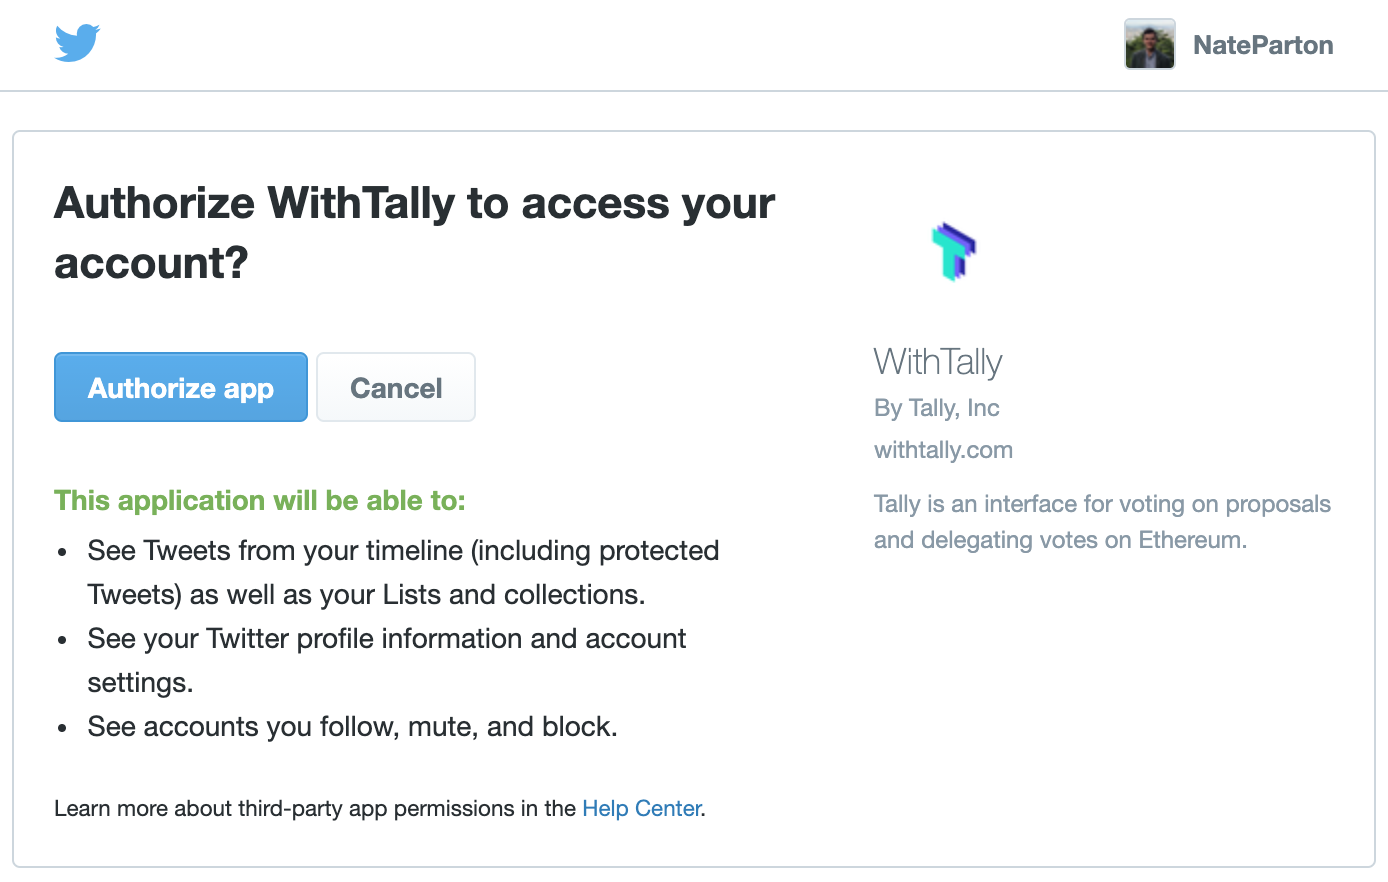 NateParton
Authorize WithTally to access your
account?
Authorize app
Cancel
This application will be able to:
• See Tweets from your timeline (including protected
Tweets) as well as your Lists and collections.
• See your Twitter profile information and account
settings.
• See accounts you follow, mute, and block.
Learn more about third-party app permissions in the Help Center.
WithTally
By Tally, Inc
withtally.com
Tally is an interface for voting on proposals
and delegating votes on Ethereum.